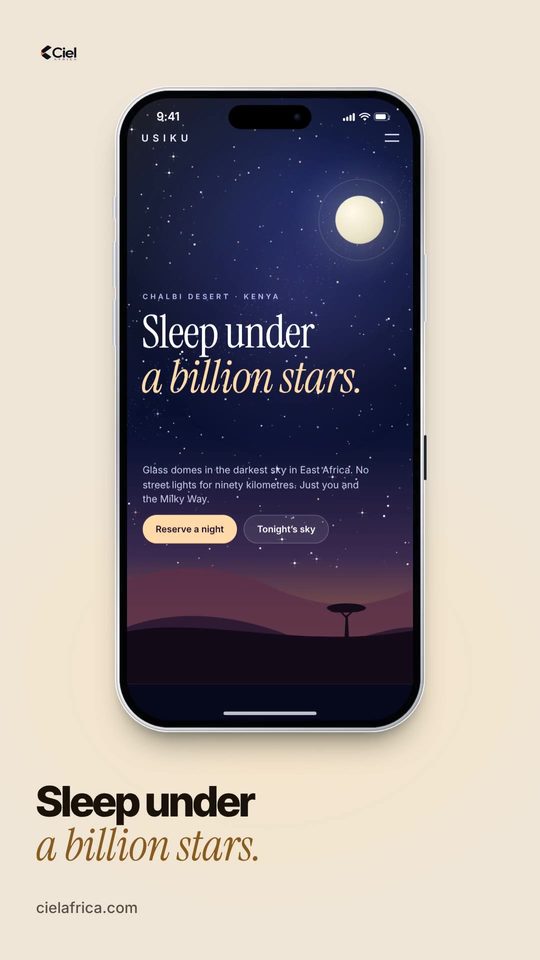 Ciel
9:41
USIKU
CHALBI DESERT · KENYA
Sleep under
a billion stars.
Glass domes in the darkest sky in East Africa. No
street lights for ninety kilometres. Just you and
the Milky Way.
Reserve a night
Tonight's sky
Sleep under
a billion stars.
cielafrica.com